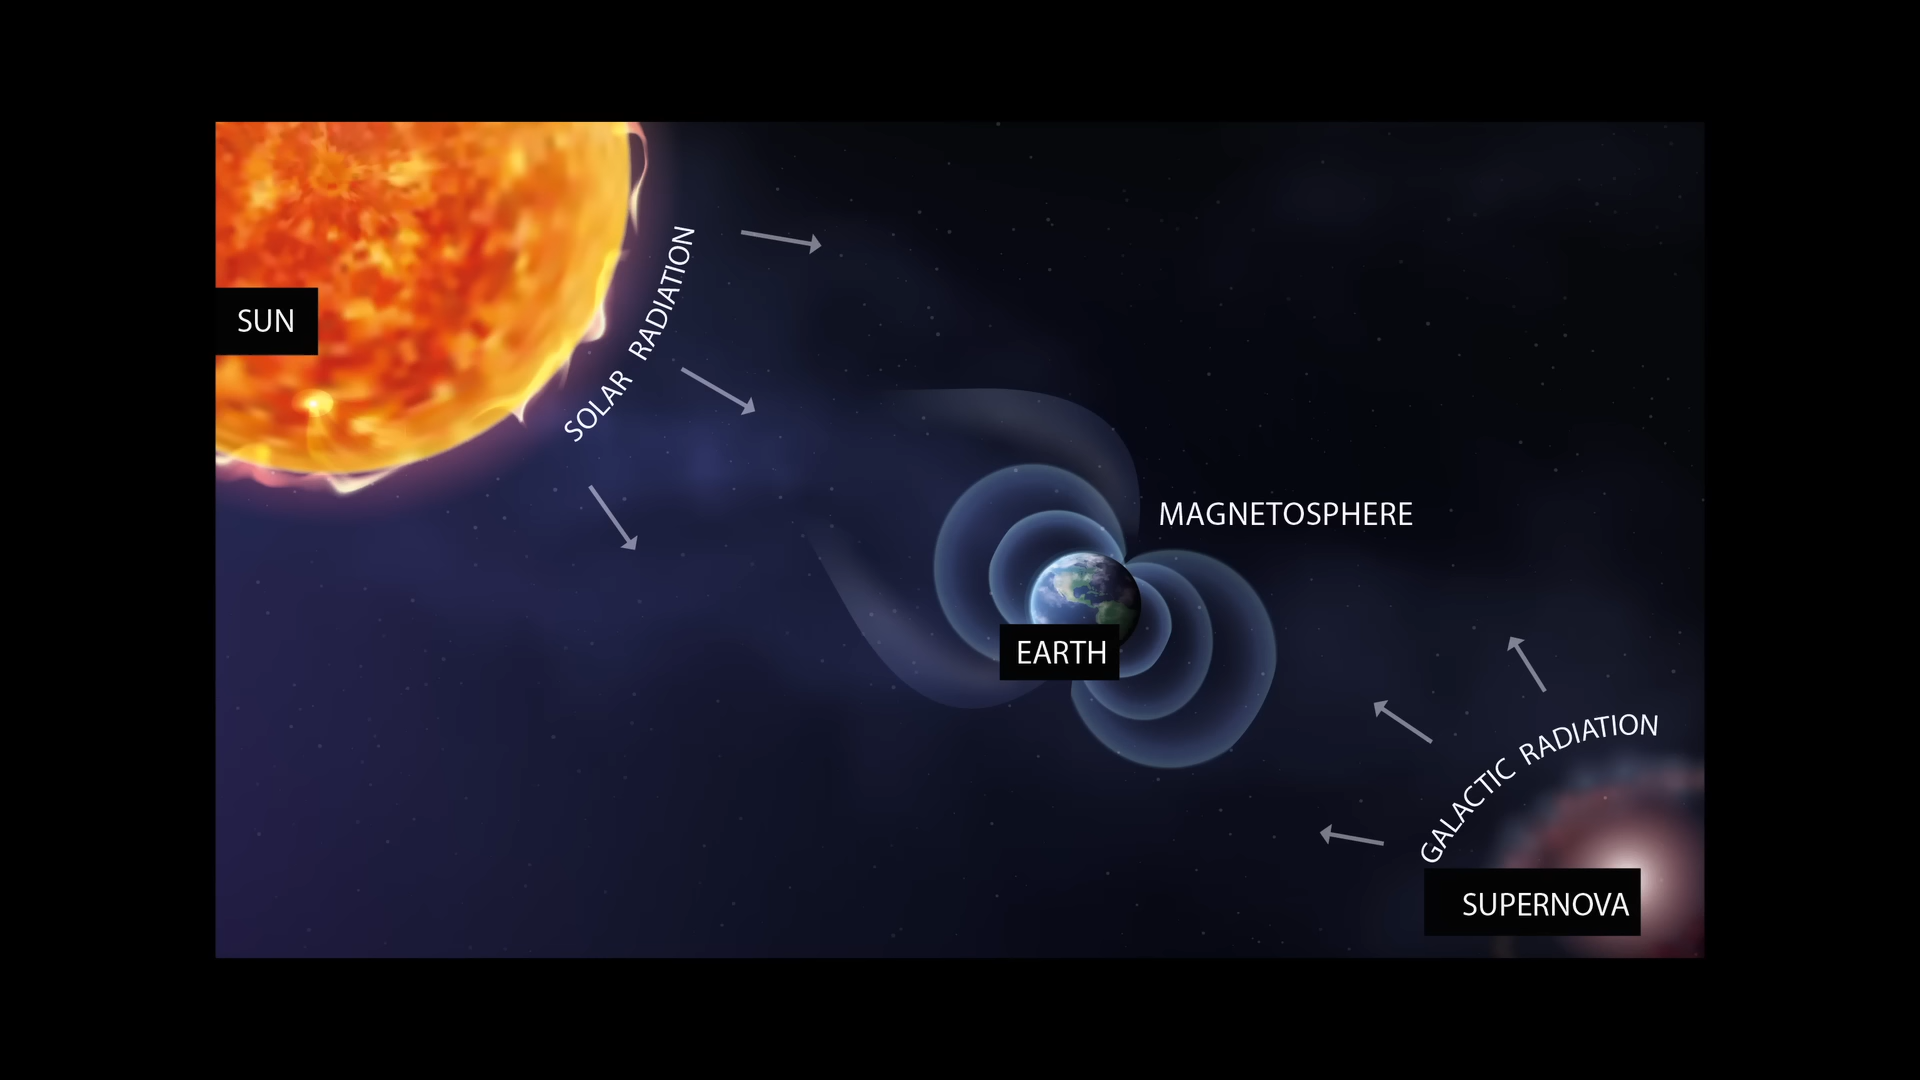 SUN
SOLAR RADIATION
MAGNETOSPHERE
EARTH
GALACTIC RADIATION
SUPERNOVA